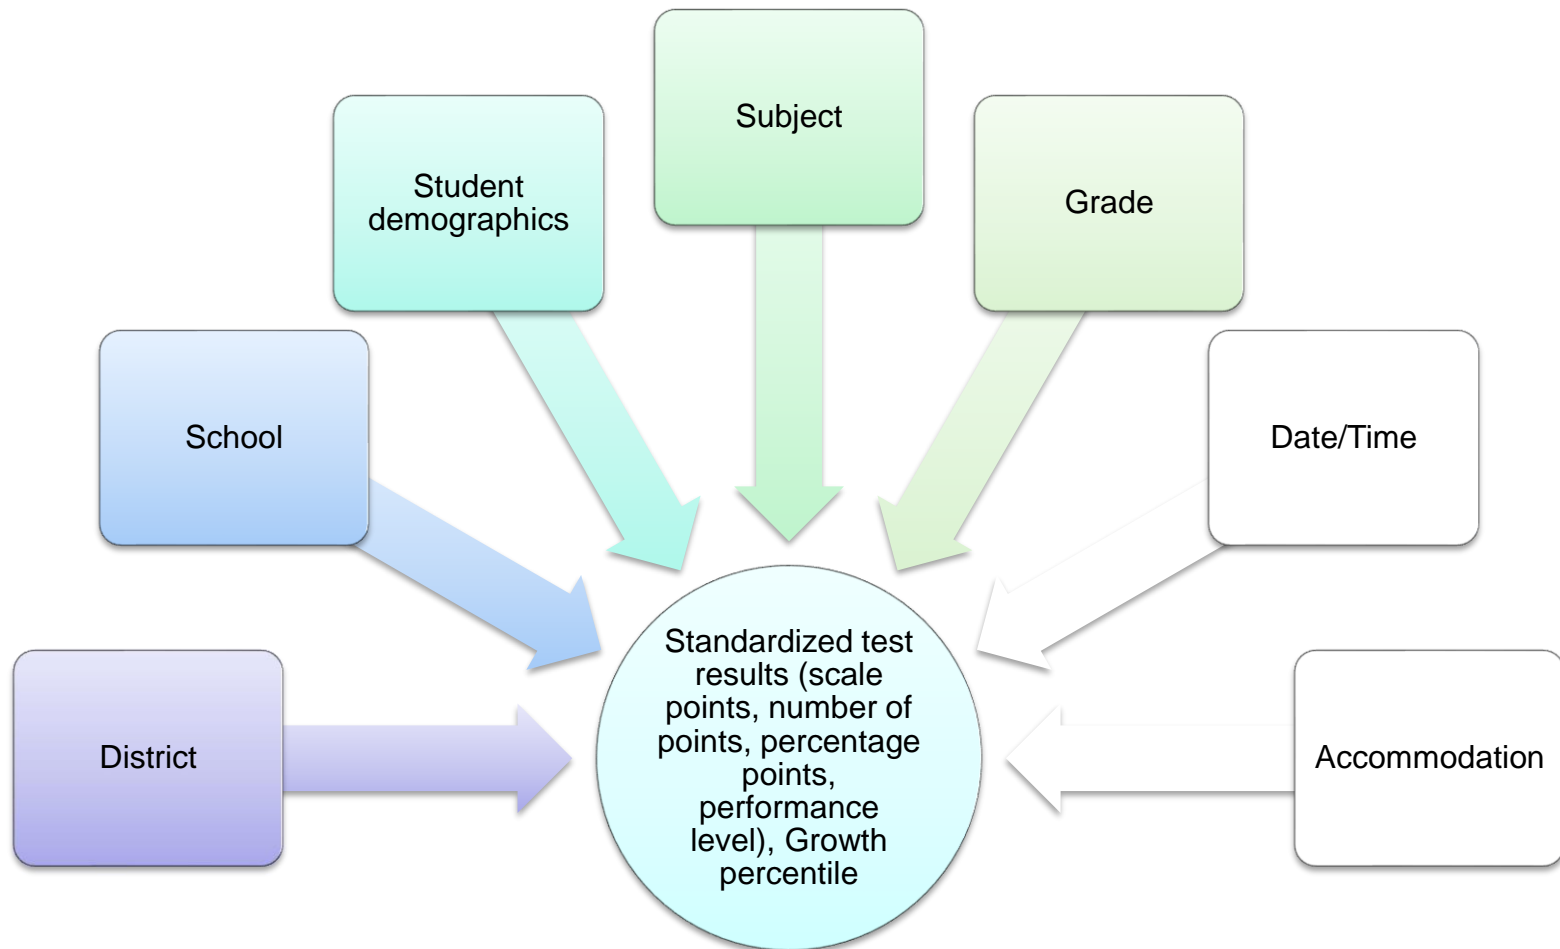 Subject
Student
demographics
Grade
School
Date/Time
District
Standardized test
results (scale
points, number of
points, percentage
points,
performance
level), Growth
percentile
Accommodation